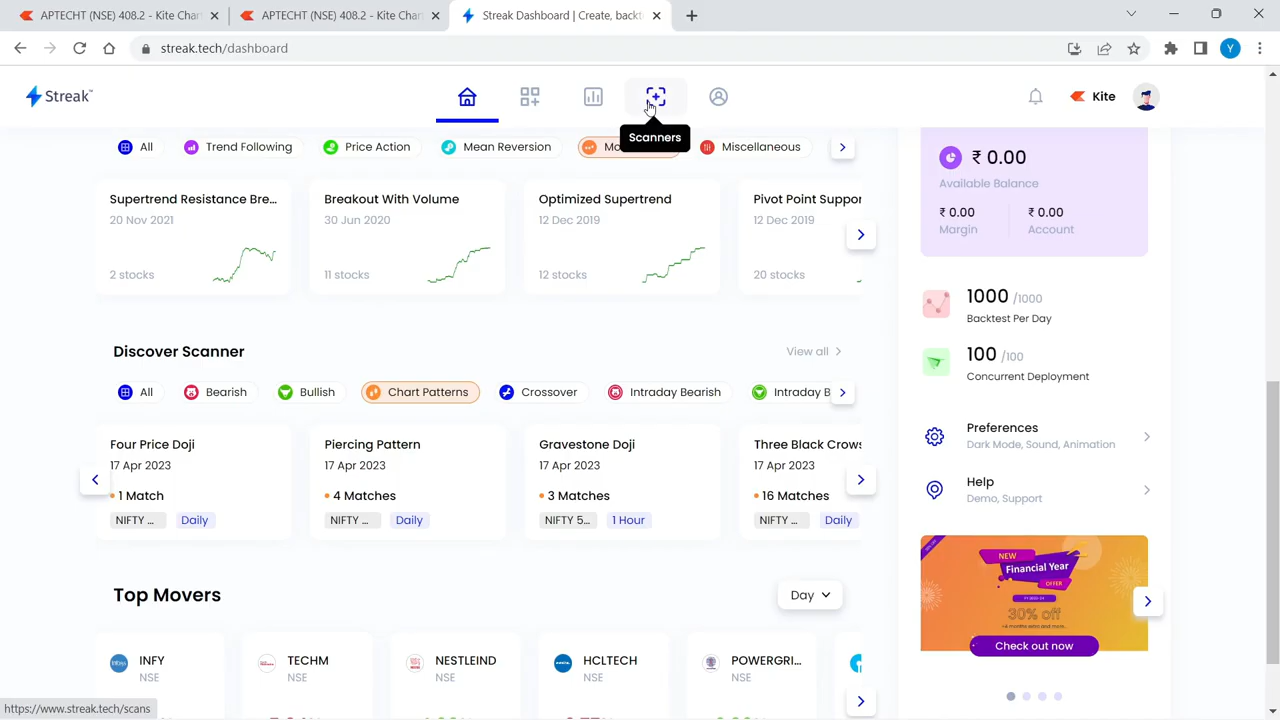 APTECHT (NSE) 408.2 - Kite Char
APTECHT (NSE) 408.2 - Kite Char
Streak Dashboard | Create, backt
streak.tech/dashboard
Y
Streak™
Scanners
Kite
All
Trend Following
Price Action
Mean Reversion
Mo
Miscellaneous
Supertrend Resistance Bre...
20 Nov 2021
2 stocks
Breakout With Volume
30 Jun 2020
11 stocks
Optimized Supertrend
12 Dec 2019
12 stocks
Pivot Point Suppor
12 Dec 2019
20 stocks
Discover Scanner
View all
All
Bearish
Bullish
Chart Patterns
Crossover
Intraday Bearish
Intraday B
Four Price Doji
17 Apr 2023
1 Match
NIFTY ...
Daily
Piercing Pattern
17 Apr 2023
4 Matches
NIFTY ...
Daily
Gravestone Doji
17 Apr 2023
3 Matches
NIFTY 5...
1 Hour
Three Black Crows
17 Apr 2023
16 Matches
NIFTY ...
Daily
Top Movers
Day
INFY
NSE
TECHM
NSE
NESTLEIND
NSE
HCLTECH
NSE
POWERGRI...
NSE
₹ 0.00
Available Balance
₹ 0.00
Margin
₹ 0.00
Account
1000 /1000
Backtest Per Day
100 /100
Concurrent Deployment
Preferences
Dark Mode, Sound, Animation
Help
Demo, Support
NEW
Financial Year
OFFER
30% off
Check out now
https://www.streak.tech/scans